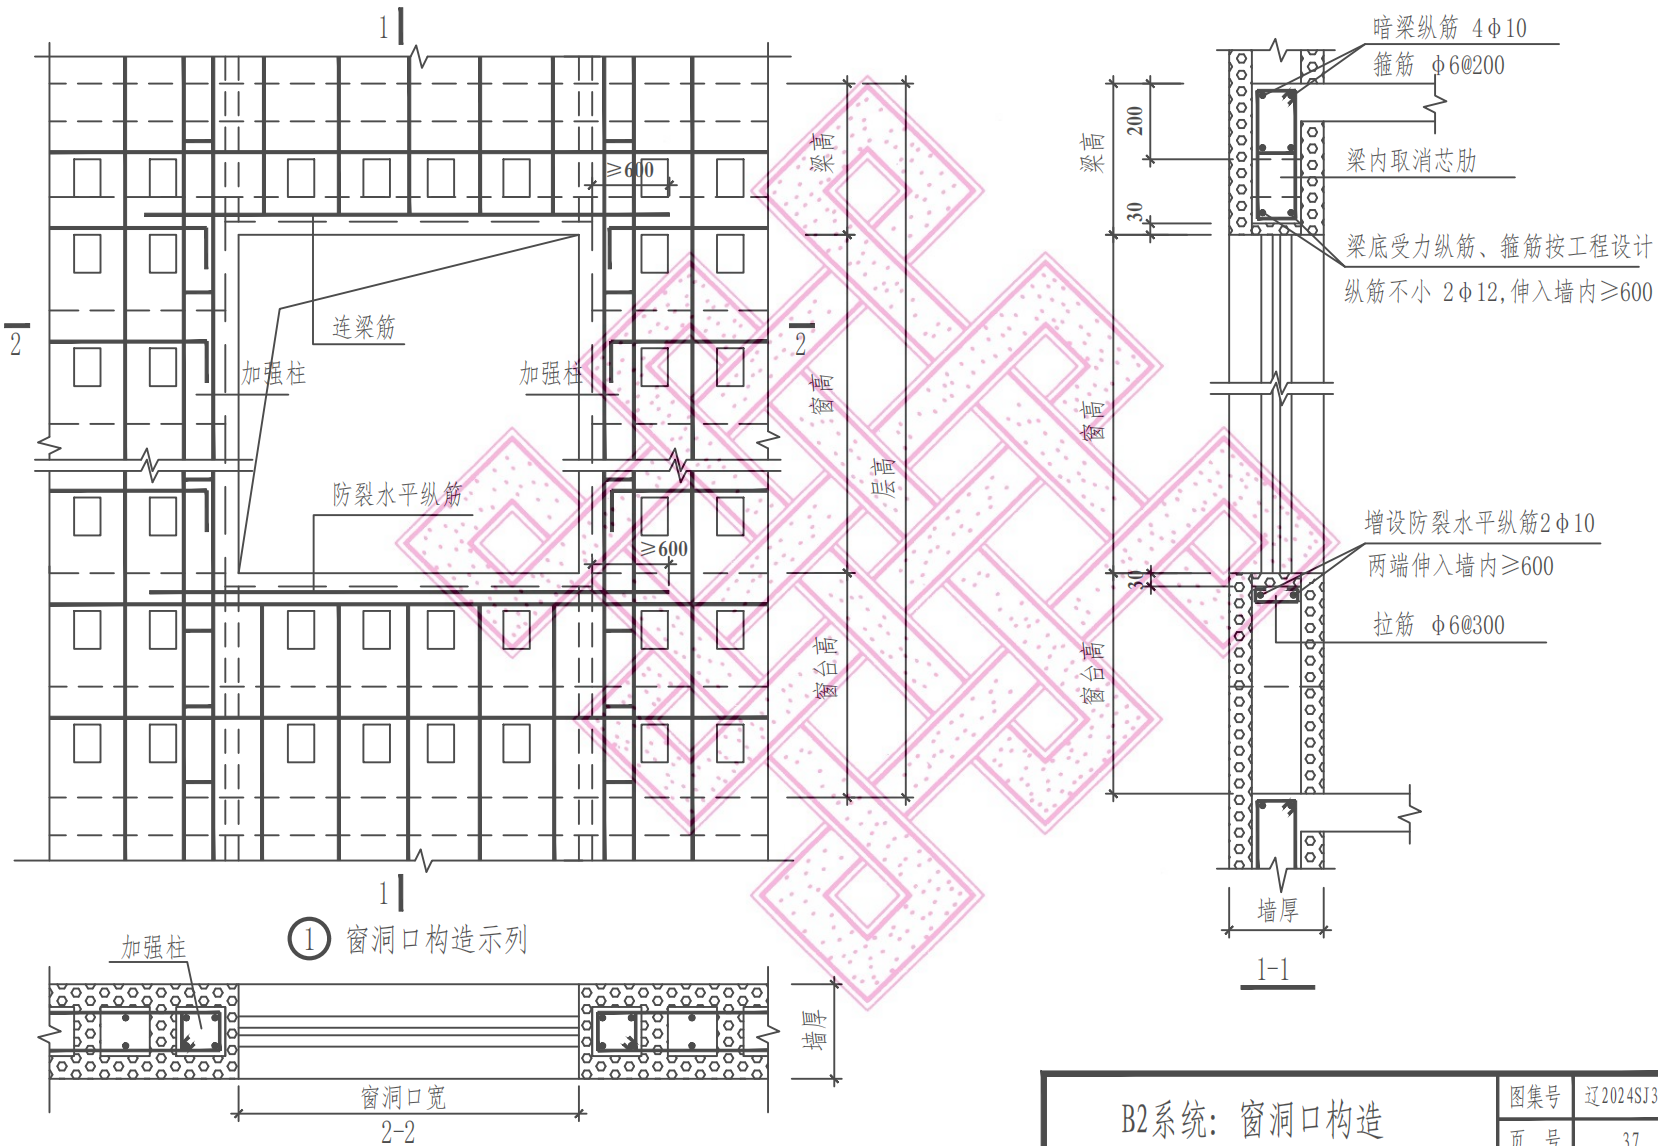 1
暗梁纵筋 4ф10
箍筋 ф6@200
梁高
≥600
梁高
200
梁内取消芯肋
30
梁底受力纵筋、箍筋按工程设计
纵筋不小 2ф12,伸入墙内≥600
连梁筋
2
2
加强柱
加强柱
窗高
窗高
层高
防裂水平纵筋
≥600
增设防裂水平纵筋2ф10
两端伸入墙内≥600
30
拉筋 ф6@300
窗台高
窗台高
1
墙厚
1 窗洞口构造示列
加强柱
1-1
墙厚
窗洞口宽
2-2
B2系统: 窗洞口构造
图集号 辽2024SJ3
页 号 37